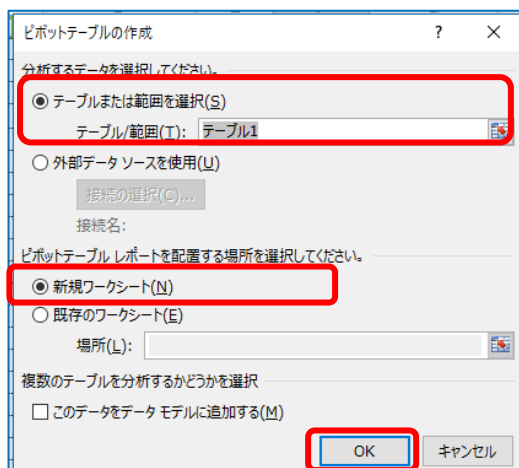 ピボットテーブルの作成 ? ×
分析するデータを選択してください。
テーブルまたは範囲を選択(S)
テーブル/範囲(T): テーブル1
外部データ ソースを使用(U)
接続の選択(C)...
接続名:
ピボットテーブル レポートを配置する場所を選択してください。
新規ワークシート(N)
既存のワークシート(E)
場所(L):
複数のテーブルを分析するかどうかを選択
このデータをデータ モデルに追加する(M)
OK キャンセル